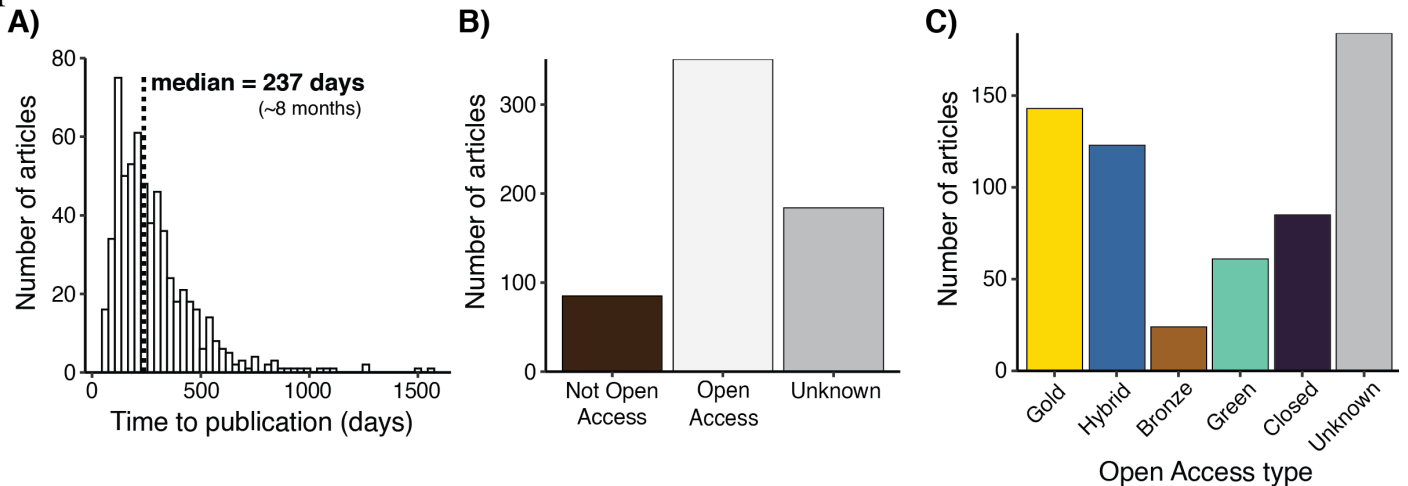 A)
Number of articles
80
60
40
20
0
median = 237 days
(~8 months)
0
500
1000
1500
Time to publication (days)
B)
Number of articles
300
200
100
0
Not Open
Access
Open
Access
Unknown
C)
Number of articles
150
100
50
0
Gold
Hybrid
Bronze
Green
Closed
Unknown
Open Access type